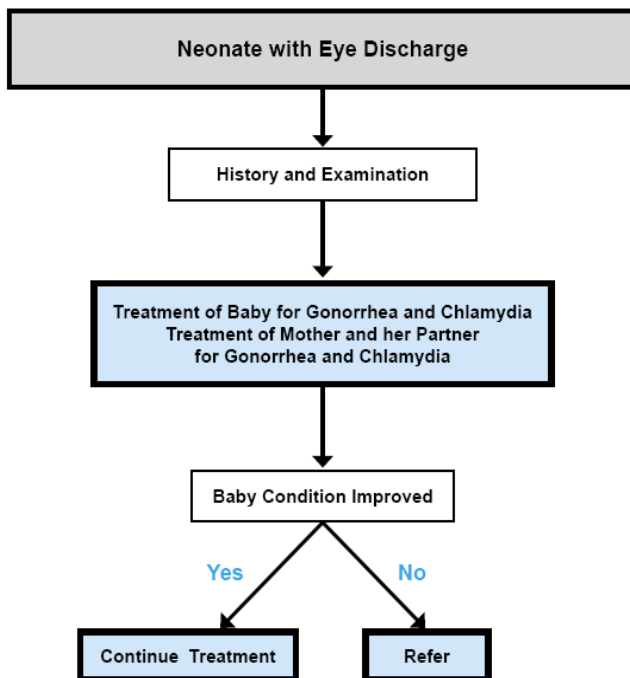 Neonate with Eye Discharge
History and Examination
Treatment of Baby for Gonorrhea and Chlamydia
Treatment of Mother and her Partner
for Gonorrhea and Chlamydia
Baby Condition Improved
Yes
No
Continue Treatment
Refer